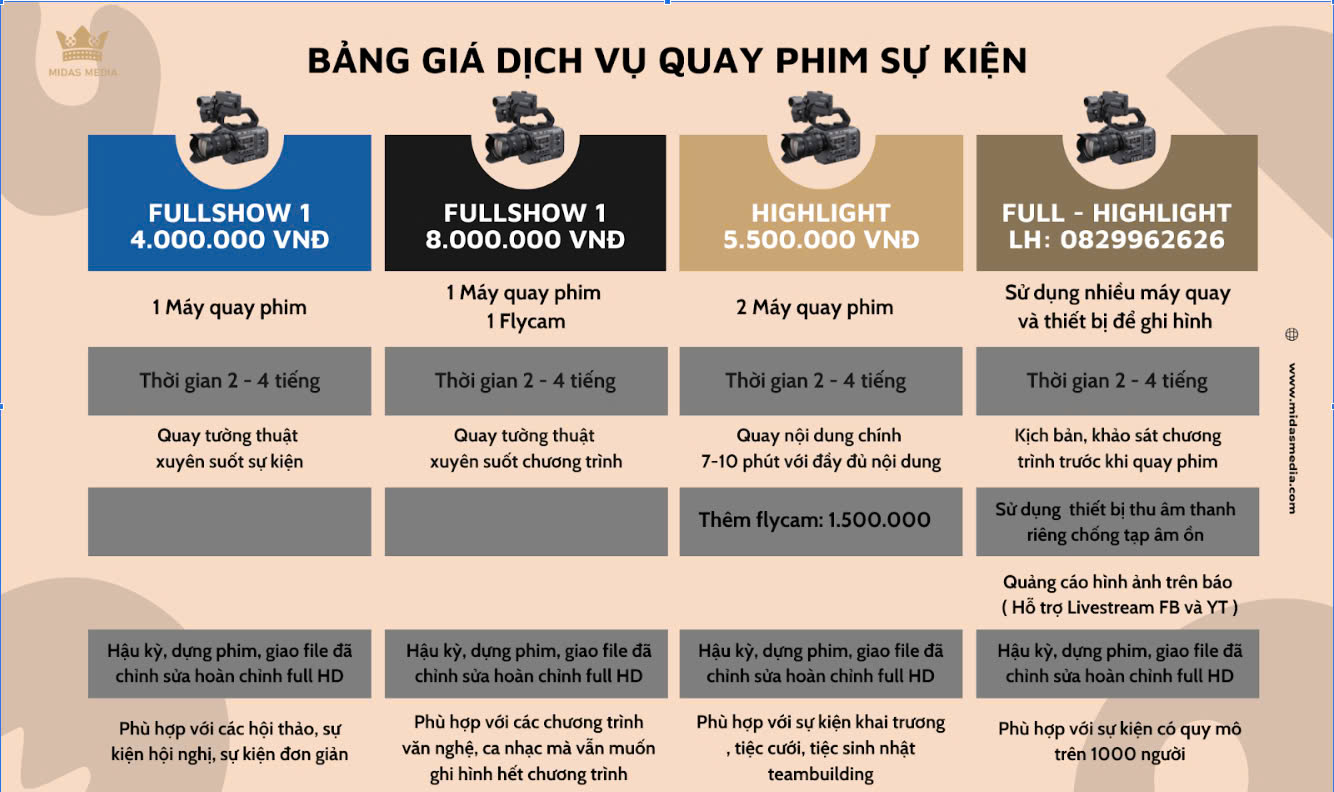 MIDAS MEDIA
BẢNG GIÁ DỊCH VỤ QUAY PHIM SỰ KIỆN
FULLSHOW 1
4.000.000 VNĐ
FULLSHOW 1
8.000.000 VNĐ
HIGHLIGHT
5.500.000 VNĐ
FULL - HIGHLIGHT
LH: 0829962626
1 Máy quay phim
1 Máy quay phim
1 Flycam
2 Máy quay phim
Sử dụng nhiều máy quay
và thiết bị để ghi hình
Thời gian 2 - 4 tiếng
Thời gian 2 - 4 tiếng
Thời gian 2 - 4 tiếng
Thời gian 2 - 4 tiếng
Quay tường thuật
xuyên suốt sự kiện
Quay tường thuật
xuyên suốt chương trình
Quay nội dung chính
7-10 phút với đầy đủ nội dung
Kịch bản, khảo sát chương
trình trước khi quay phim
Thêm flycam: 1.500.000
Sử dụng thiết bị thu âm thanh
riêng chống tạp âm ồn
Quảng cáo hình ảnh trên báo
( Hỗ trợ Livestream FB và YT )
Hậu kỳ, dựng phim, giao file đã
chỉnh sửa hoàn chỉnh full HD
Hậu kỳ, dựng phim, giao file đã
chỉnh sửa hoàn chỉnh full HD
Hậu kỳ, dựng phim, giao file đã
chỉnh sửa hoàn chỉnh full HD
Hậu kỳ, dựng phim, giao file đã
chỉnh sửa hoàn chỉnh full HD
Phù hợp với các hội thảo, sự
kiện hội nghị, sự kiện đơn giản
Phù hợp với các chương trình
văn nghệ, ca nhạc mà vẫn muốn
ghi hình hết chương trình
Phù hợp với sự kiện khai trương
, tiệc cưới, tiệc sinh nhật
teambuilding
Phù hợp với sự kiện có quy mô
trên 1000 người
www.midasmedia.com